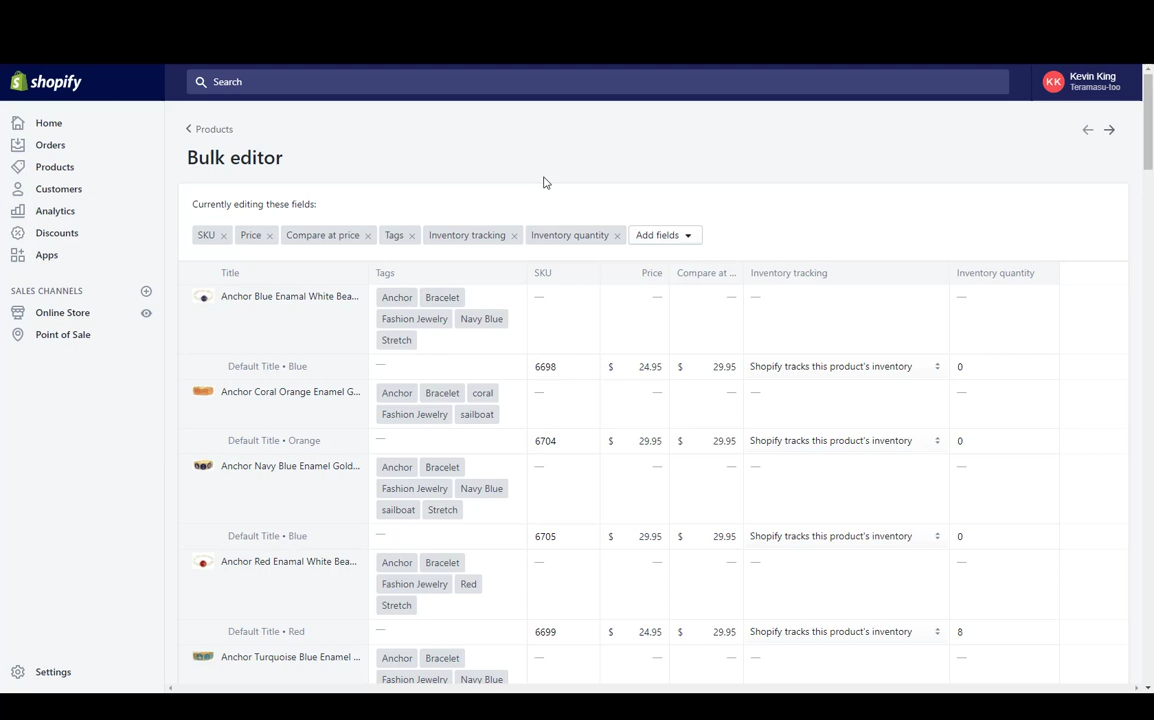 shopify
Search
KK
Kevin King
Teramasu-too
Home
Orders
Products
Customers
Analytics
Discounts
Apps
SALES CHANNELS
Online Store
Point of Sale
Settings
Products
Bulk editor
Currently editing these fields:
SKU × Price × Compare at price × Tags × Inventory tracking × Inventory quantity × Add fields
Title Tags SKU Price Compare at ... Inventory tracking Inventory quantity
Anchor Blue Enamal White Bea... Anchor Bracelet — — — — —
Fashion Jewelry Navy Blue
Stretch
Default Title • Blue — 6698 $ 24.95 $ 29.95 Shopify tracks this product's inventory 0
Anchor Coral Orange Enamel G... Anchor Bracelet coral — — — — —
Fashion Jewelry sailboat
Default Title • Orange — 6704 $ 29.95 $ 29.95 Shopify tracks this product's inventory 0
Anchor Navy Blue Enamel Gold... Anchor Bracelet — — — — —
Fashion Jewelry Navy Blue
sailboat Stretch
Default Title • Blue — 6705 $ 29.95 $ 29.95 Shopify tracks this product's inventory 0
Anchor Red Enamal White Bea... Anchor Bracelet — — — — —
Fashion Jewelry Red
Stretch
Default Title • Red — 6699 $ 24.95 $ 29.95 Shopify tracks this product's inventory 8
Anchor Turquoise Blue Enamel ... Anchor Bracelet — — — — —
Fashion Jewelry Navy Blue